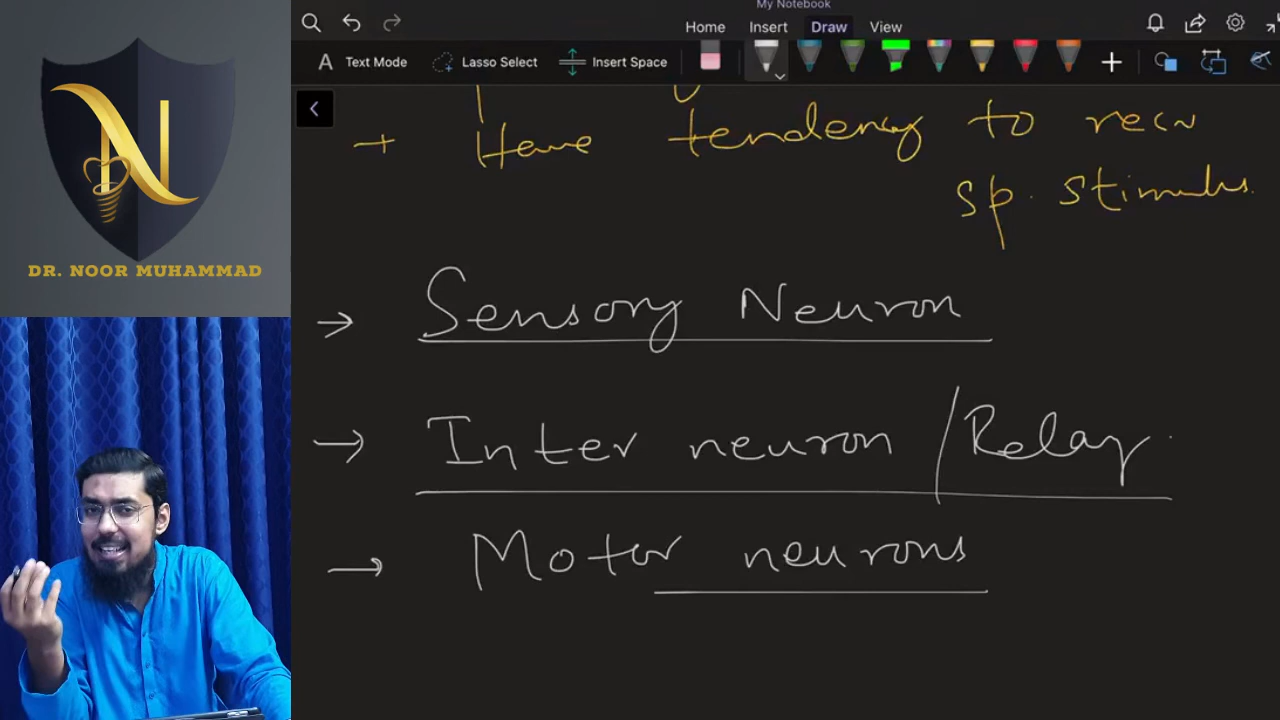 My Notebook
Home Insert Draw View
A Text Mode Lasso Select Insert Space
+ Have tendency to
sp. stimulus.
→ Sensory Neuron
→ Inter neuron / Relay.
→ Motor neurons
N
DR. NOOR MUHAMMAD